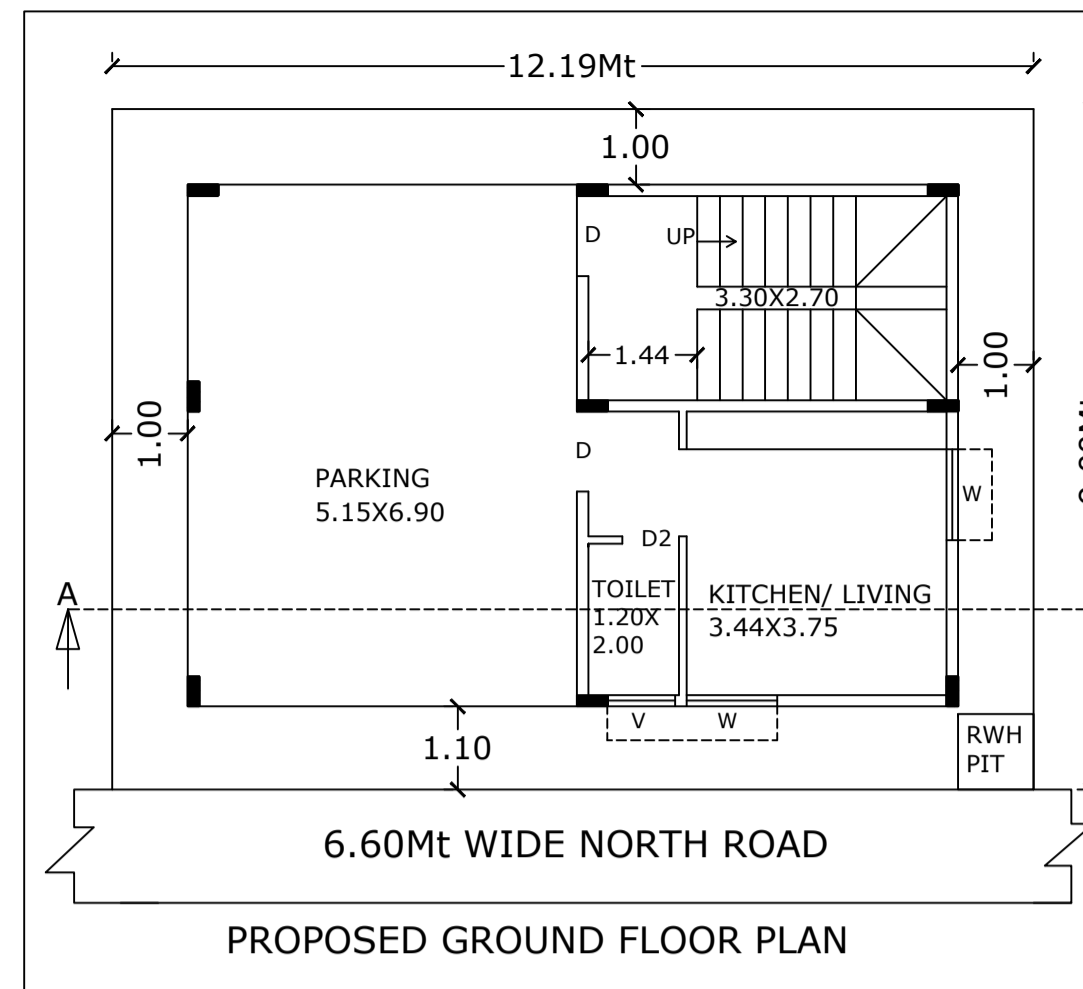 12.19Mt
1.00
D
UP
3.30X2.70
1.44
1.00
1.00
D
PARKING
5.15X6.90
W
D2
A
TOILET
1.20X
2.00
KITCHEN/ LIVING
3.44X3.75
V
W
1.10
RWH
PIT
6.60Mt WIDE NORTH ROAD
PROPOSED GROUND FLOOR PLAN